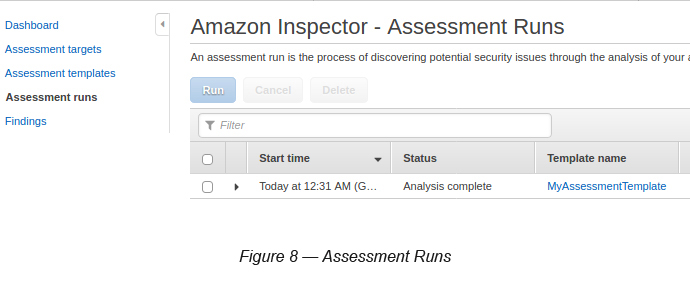 Dashboard
Assessment targets
Assessment templates
Assessment runs
Findings
Amazon Inspector - Assessment Runs
An assessment run is the process of discovering potential security issues through the analysis of your
Run Cancel Delete
Filter
Start time Status Template name
Today at 12:31 AM (G… Analysis complete MyAssessmentTemplate
Figure 8 — Assessment Runs